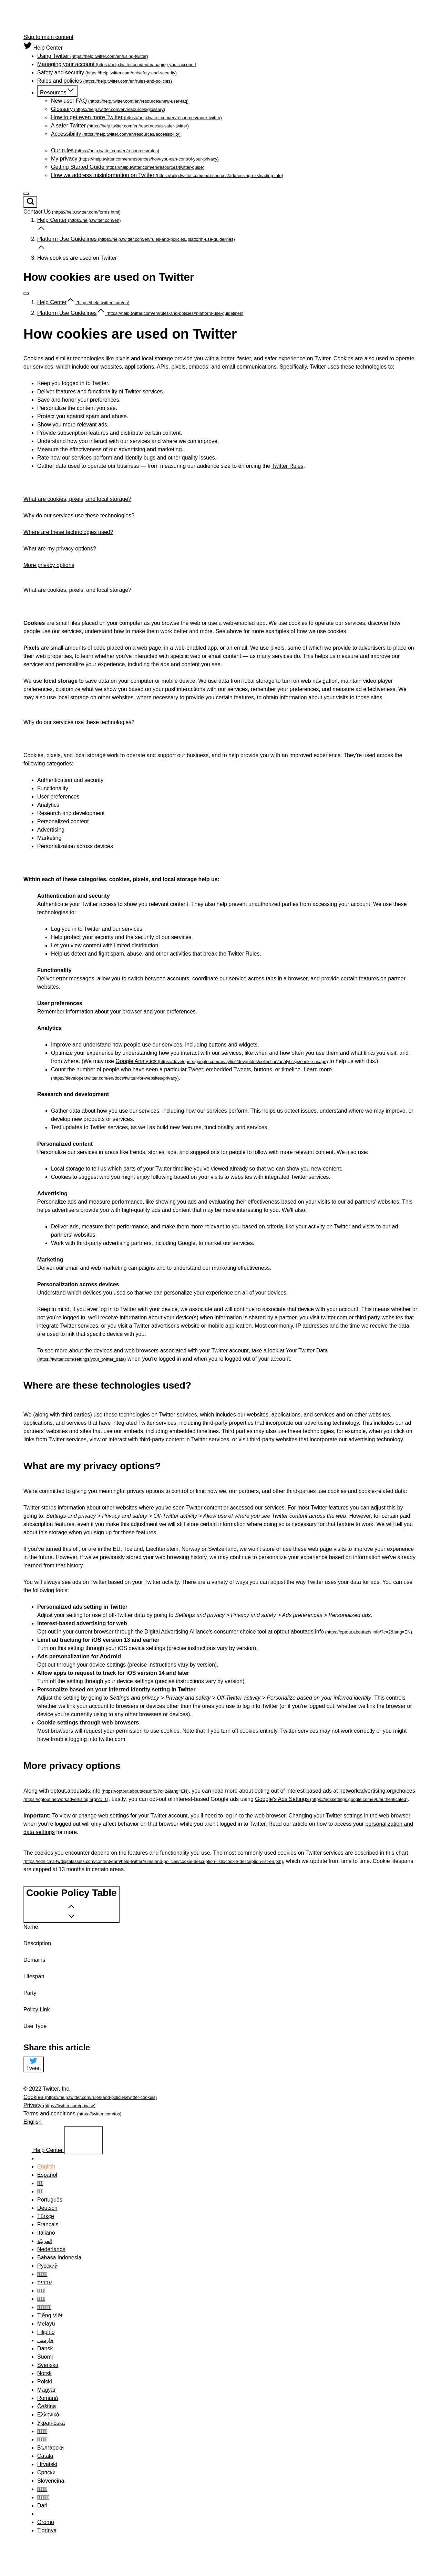 Skip to main content
Help Center
Using Twitter (https://help.twitter.com/en/using-twitter)
Managing your account (https://help.twitter.com/en/managing-your-account)
Safety and security (https://help.twitter.com/en/safety-and-security)
Rules and policies (https://help.twitter.com/en/rules-and-policies)
Resources
New user FAQ (https://help.twitter.com/en/resources/new-user-faq)
Glossary (https://help.twitter.com/en/resources/glossary)
How to get even more Twitter (https://help.twitter.com/en/resources/more-twitter)
A safer Twitter (https://help.twitter.com/en/resources/a-safer-twitter)
Accessibility (https://help.twitter.com/en/resources/accessibility)
Our rules (https://help.twitter.com/en/resources/rules)
My privacy (https://help.twitter.com/en/resources/how-you-can-control-your-privacy)
Getting Started Guide (https://help.twitter.com/en/resources/twitter-guide)
How we address misinformation on Twitter (https://help.twitter.com/en/resources/addressing-misleading-info)
Contact Us (https://help.twitter.com/forms.html)
1. Help Center (https://help.twitter.com/en)
2. Platform Use Guidelines (https://help.twitter.com/en/rules-and-policies#platform-use-guidelines)
3. How cookies are used on Twitter
How cookies are used on Twitter
1. Help Center (https://help.twitter.com/en)
2. Platform Use Guidelines (https://help.twitter.com/en/rules-and-policies#platform-use-guidelines)
How cookies are used on Twitter
Cookies and similar technologies like pixels and local storage provide you with a better, faster, and safer experience on Twitter. Cookies are also used to operate
our services, which include our websites, applications, APIs, pixels, embeds, and email communications. Specifically, Twitter uses these technologies to:
Keep you logged in to Twitter.
Deliver features and functionality of Twitter services.
Save and honor your preferences.
Personalize the content you see.
Protect you against spam and abuse.
Show you more relevant ads.
Provide subscription features and distribute certain content.
Understand how you interact with our services and where we can improve.
Measure the effectiveness of our advertising and marketing.
Rate how our services perform and identify bugs and other quality issues.
Gather data used to operate our business — from measuring our audience size to enforcing the Twitter Rules.
What are cookies, pixels, and local storage?
Why do our services use these technologies?
Where are these technologies used?
What are my privacy options?
More privacy options
What are cookies, pixels, and local storage?
Cookies are small files placed on your computer as you browse the web or use a web-enabled app. We use cookies to operate our services, discover how
people use our services, understand how to make them work better and more. See above for more examples of how we use cookies.
Pixels are small amounts of code placed on a web page, in a web-enabled app, or an email. We use pixels, some of which we provide to advertisers to place on
their web properties, to learn whether you've interacted with specific web or email content — as many services do. This helps us measure and improve our
services and personalize your experience, including the ads and content you see.
We use local storage to save data on your computer or mobile device. We use data from local storage to turn on web navigation, maintain video player
preferences, customize what we show you based on your past interactions with our services, remember your preferences, and measure ad effectiveness. We
may also use local storage on other websites, where necessary to provide you certain features, to obtain information about your visits to those sites.
Why do our services use these technologies?
Cookies, pixels, and local storage work to operate and support our business, and to help provide you with an improved experience. They're used across the
following categories:
Authentication and security
Functionality
User preferences
Analytics
Research and development
Personalized content
Advertising
Marketing
Personalization across devices
Within each of these categories, cookies, pixels, and local storage help us:
Authentication and security
Authenticate your Twitter access to show you relevant content. They also help prevent unauthorized parties from accessing your account. We use these
technologies to:
Log you in to Twitter and our services.
Help protect your security and the security of our services.
Let you view content with limited distribution.
Help us detect and fight spam, abuse, and other activities that break the Twitter Rules.
Functionality
Deliver error messages, allow you to switch between accounts, coordinate our service across tabs in a browser, and provide certain features on partner
websites.
User preferences
Remember information about your browser and your preferences.
Analytics
Improve and understand how people use our services, including buttons and widgets.
Optimize your experience by understanding how you interact with our services, like when and how often you use them and what links you visit, and
from where. (We may use Google Analytics (https://developers.google.com/analytics/devguides/collection/analyticsjs/cookie-usage) to help us with this.)
Count the number of people who have seen a particular Tweet, embedded Tweets, buttons, or timeline. Learn more
(https://developer.twitter.com/en/docs/twitter-for-websites/privacy).
Research and development
Gather data about how you use our services, including how our services perform. This helps us detect issues, understand where we may improve, or
develop new products or services.
Test updates to Twitter services, as well as build new features, functionality, and services.
Personalized content
Personalize our services in areas like trends, stories, ads, and suggestions for people to follow with more relevant content. We also use:
Local storage to tell us which parts of your Twitter timeline you've viewed already so that we can show you new content.
Cookies to suggest who you might enjoy following based on your visits to websites with integrated Twitter services.
Advertising
Personalize ads and measure performance, like showing you ads and evaluating their effectiveness based on your visits to our ad partners' websites. This
helps advertisers provide you with high-quality ads and content that may be more interesting to you. We'll also:
Deliver ads, measure their performance, and make them more relevant to you based on criteria, like your activity on Twitter and visits to our ad
partners' websites.
Work with third-party advertising partners, including Google, to market our services.
Marketing
Deliver our email and web marketing campaigns and to understand our marketing effectiveness.
Personalization across devices
Understand which devices you used so that we can personalize your experience on all of your devices.
Keep in mind, if you ever log in to Twitter with your device, we associate and will continue to associate that device with your account. This means whether or
you're logged in, we'll receive information about your device(s) when information is shared by a partner, you visit twitter.com or third-party websites that
integrate Twitter services, or you visit a Twitter advertiser's website or mobile application. Most commonly, IP addresses and the time we receive the data,
are used to link that specific device with you.
To see more about the devices and web browsers associated with your Twitter account, take a look at Your Twitter Data
(https://twitter.com/settings/your_twitter_data) when you're logged in and when you're logged out of your account.
Where are these technologies used?
We (along with third parties) use these technologies on Twitter services, which includes our websites, applications, and services and on other websites,
applications, and services that have integrated Twitter services, including third-party properties that incorporate our advertising technology. This includes our ad
partners' websites and sites that use our embeds, including embedded timelines. Third parties may also use these technologies, for example, when you click on
links from Twitter services, view or interact with third-party content in Twitter services, or visit third-party websites that incorporate our advertising technology.
What are my privacy options?
We're committed to giving you meaningful privacy options to control or limit how we, our partners, and other third-parties use cookies and cookie-related data:
Twitter stores information about other websites where you've seen Twitter content or accessed our services. For most Twitter features you can adjust this by
going to: Settings and privacy > Privacy and safety > Off-Twitter Activity > Allow use of where you see Twitter content across the web. However, for certain paid
subscription features, even if you make this adjustment we will still store certain information where doing so is necessary for that feature to work. We will tell you
about this storage when you sign up for these features.
If you've turned this off, or are in the EU, Iceland, Liechtenstein, Norway or Switzerland, we won't store or use these web page visits to improve your experience
in the future. However, if we've previously stored your web browsing history, we may continue to personalize your experience based on information we've already
learned from that history.
You will always see ads on Twitter based on your Twitter activity. There are a variety of ways you can adjust the way Twitter uses your data for ads. You can use
the following tools:
Personalized ads setting in Twitter
Adjust your setting for use of off-Twitter data by going to Settings and privacy > Privacy and safety > Ads preferences > Personalized ads.
Interest-based advertising for web
Opt-out in your current browser through the Digital Advertising Alliance's consumer choice tool at optout.aboutads.info (https://optout.aboutads.info/?c=2&lang=EN).
Limit ad tracking for iOS version 13 and earlier
Turn on this setting through your iOS device settings (precise instructions vary by version).
Ads personalization for Android
Opt out through your device settings (precise instructions vary by version).
Allow apps to request to track for iOS version 14 and later
Turn off the setting through your device settings (precise instructions vary by version).
Personalize based on your inferred identity setting in Twitter
Adjust the setting by going to Settings and privacy > Privacy and safety > Off-Twitter activity > Personalize based on your inferred identity. This controls
whether we link your account to browsers or devices other than the ones you use to log into Twitter (or if you're logged out, whether we link the browser or
device you're currently using to any other browsers or devices).
Cookie settings through web browsers
Most browsers will request your permission to use cookies. Note that if you turn off cookies entirely, Twitter services may not work correctly or you might
have trouble logging into twitter.com.
More privacy options
Along with optout.aboutads.info (https://optout.aboutads.info/?c=2&lang=EN), you can read more about opting out of interest-based ads at networkadvertising.org/choices
(https://optout.networkadvertising.org/?c=1). Lastly, you can opt-out of interest-based Google ads using Google's Ads Settings (https://adssettings.google.com/u/0/authenticated).
Important: To view or change web settings for your Twitter account, you'll need to log in to the web browser. Changing your Twitter settings in the web browser
when you're logged out will only affect that browser while you are not logged in to Twitter. Read our article on how to access your personalization and
data settings for more.
The cookies you encounter depend on the features and functionality you use. The most commonly used cookies on Twitter services are described in this chart
(https://cdn.cms-twdigitalassets.com/content/dam/help-twitter/rules-and-policies/cookie-description-lists/cookie-description-list-en.pdf), which we update from time to time. Cookie lifespans
are capped at 13 months in certain areas.
Cookie Policy Table
Name
Description
Domains
Lifespan
Party
Policy Link
Use Type
Share this article
Tweet
© 2022 Twitter, Inc.
Cookies (https://help.twitter.com/rules-and-policies/twitter-cookies)
Privacy (https://twitter.com/privacy)
Terms and conditions (https://twitter.com/tos)
English
Help Center
English
Español
Português
Deutsch
Türkçe
Français
Italiano
العربيّة
Nederlands
Bahasa Indonesia
Русский
עברית
Tiếng Việt
Melayu
Filipino
فارسی
Dansk
Suomi
Svenska
Norsk
Polski
Magyar
Română
Čeština
Ελληνικά
Українська
Български
Català
Hrvatski
Српски
Slovenčina
Dari
Oromo
Tigrinya